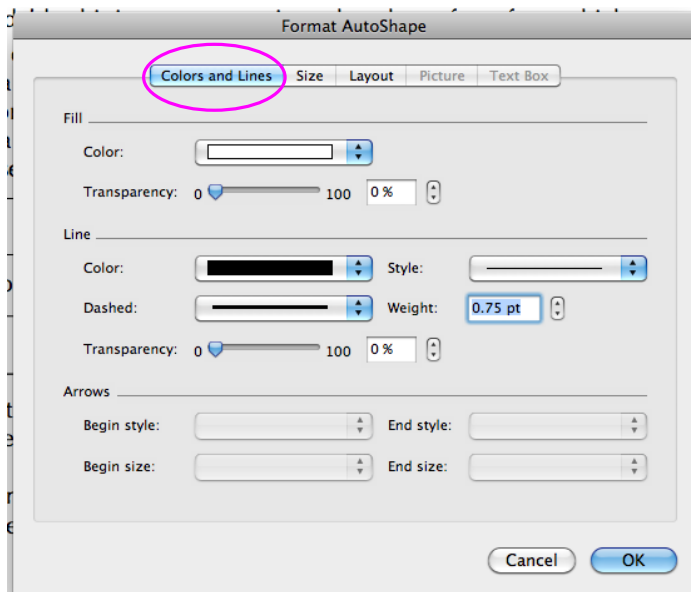 Format AutoShape
Colors and Lines Size Layout Picture Text Box
Fill
Color:
Transparency: 0 100 0 %
Line
Color: Style:
Dashed: Weight: 0.75 pt
Transparency: 0 100 0 %
Arrows
Begin style: End style:
Begin size: End size:
Cancel OK